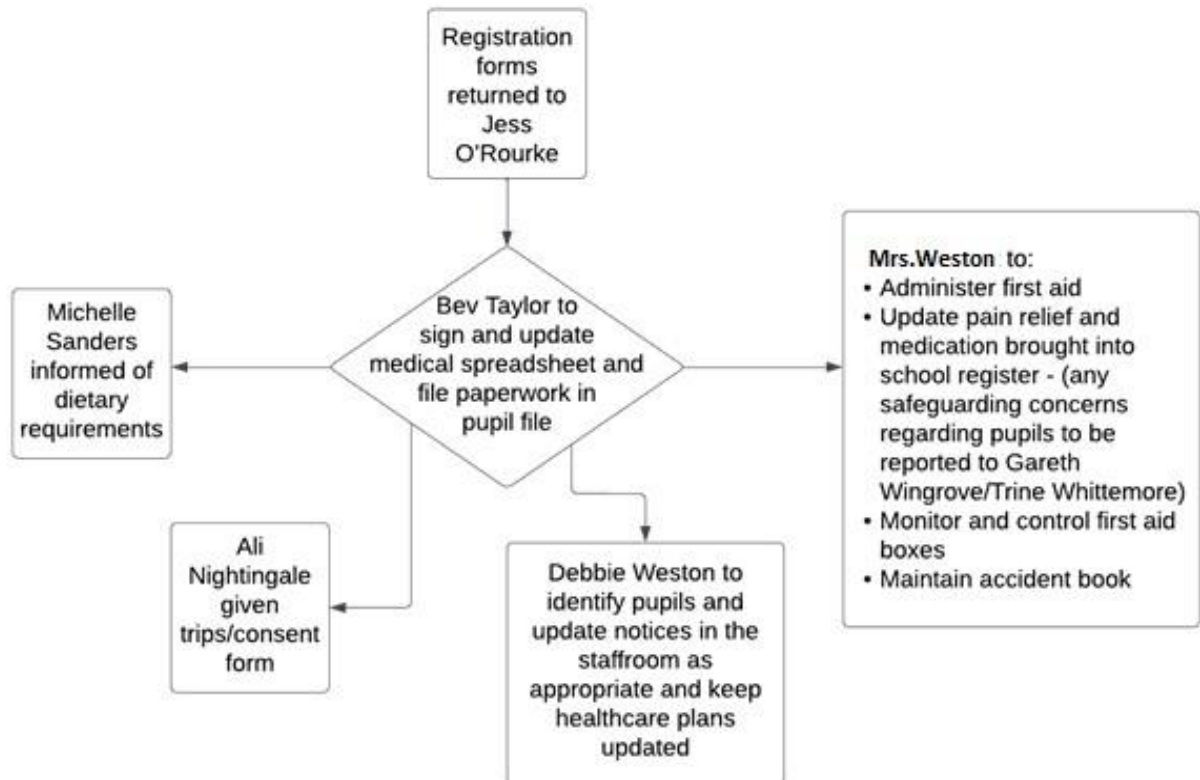 Registration
forms
returned to
Jess
O'Rourke
Bev Taylor to
sign and update
medical spreadsheet and
file paperwork in
pupil file
Michelle
Sanders
informed of
dietary
requirements
Ali
Nightingale
given
trips/consent
form
Debbie Weston to
identify pupils and
update notices in the
staffroom as
appropriate and keep
healthcare plans
updated
Mrs.Weston to:
• Administer first aid
• Update pain relief and
medication brought into
school register - (any
safeguarding concerns
regarding pupils to be
reported to Gareth
Wingrove/Trine Whittemore)
• Monitor and control first aid
boxes
• Maintain accident book